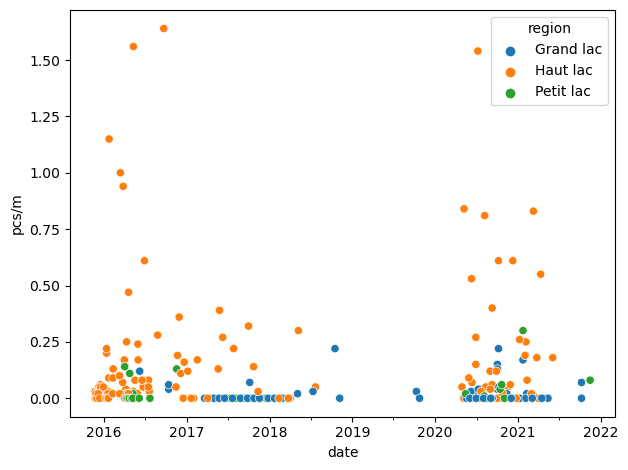 region
Grand lac
Haut lac
Petit lac
1.50
1.25
1.00
0.75
0.50
0.25
0.00
pcs/m
2016 2017 2018 2019 2020 2021 2022
date